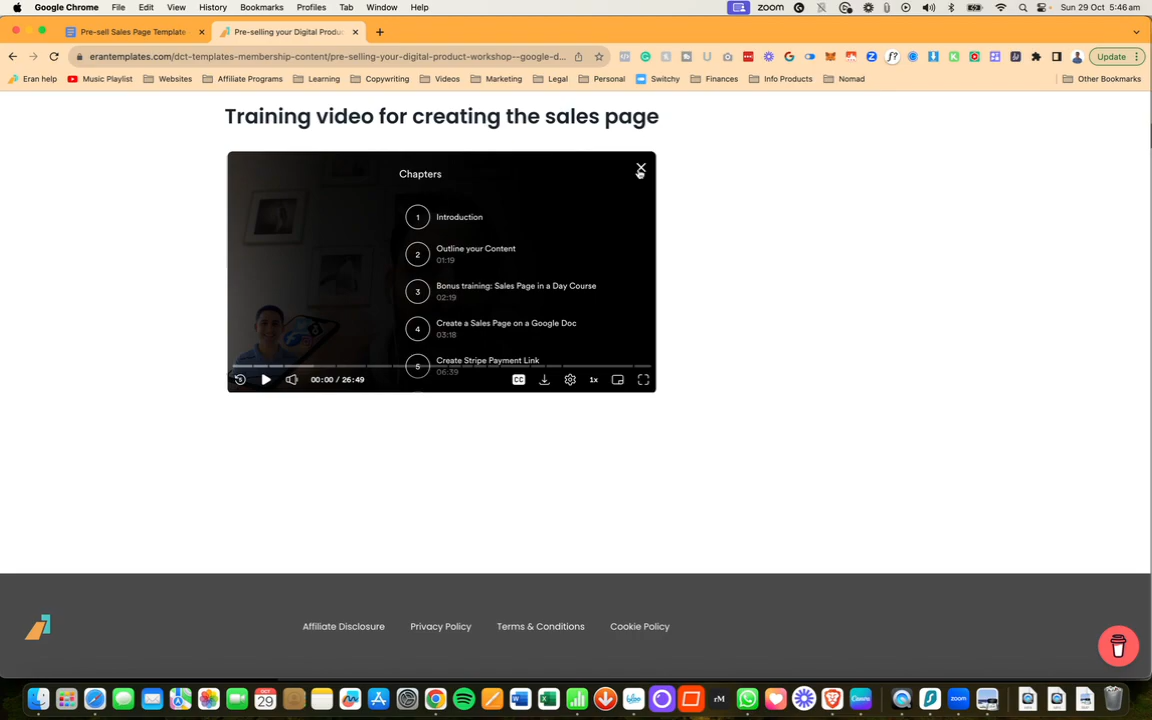 Google Chrome File Edit View History Bookmarks Profiles Tab Window Help zoom Sun 29 Oct 5:46 am
Pre-sell Sales Page Template Pre-selling your Digital Produc
erantemplates.com/dct-templates-membership-content/pre-selling-your-digital-product-workshop--google-d... Update
Eran help Music Playlist Websites Affiliate Programs Learning Copywriting Videos Marketing Legal Personal Switchy Finances Info Products Nomad Other Bookmarks
Training video for creating the sales page
Chapters
1 Introduction
2 Outline your Content
01:19
3 Bonus training: Sales Page in a Day Course
02:19
4 Create a Sales Page on a Google Doc
03:18
5 Create Stripe Payment Link
06:39
00:00 / 26:49 CC 1x
Affiliate Disclosure Privacy Policy Terms & Conditions Cookie Policy